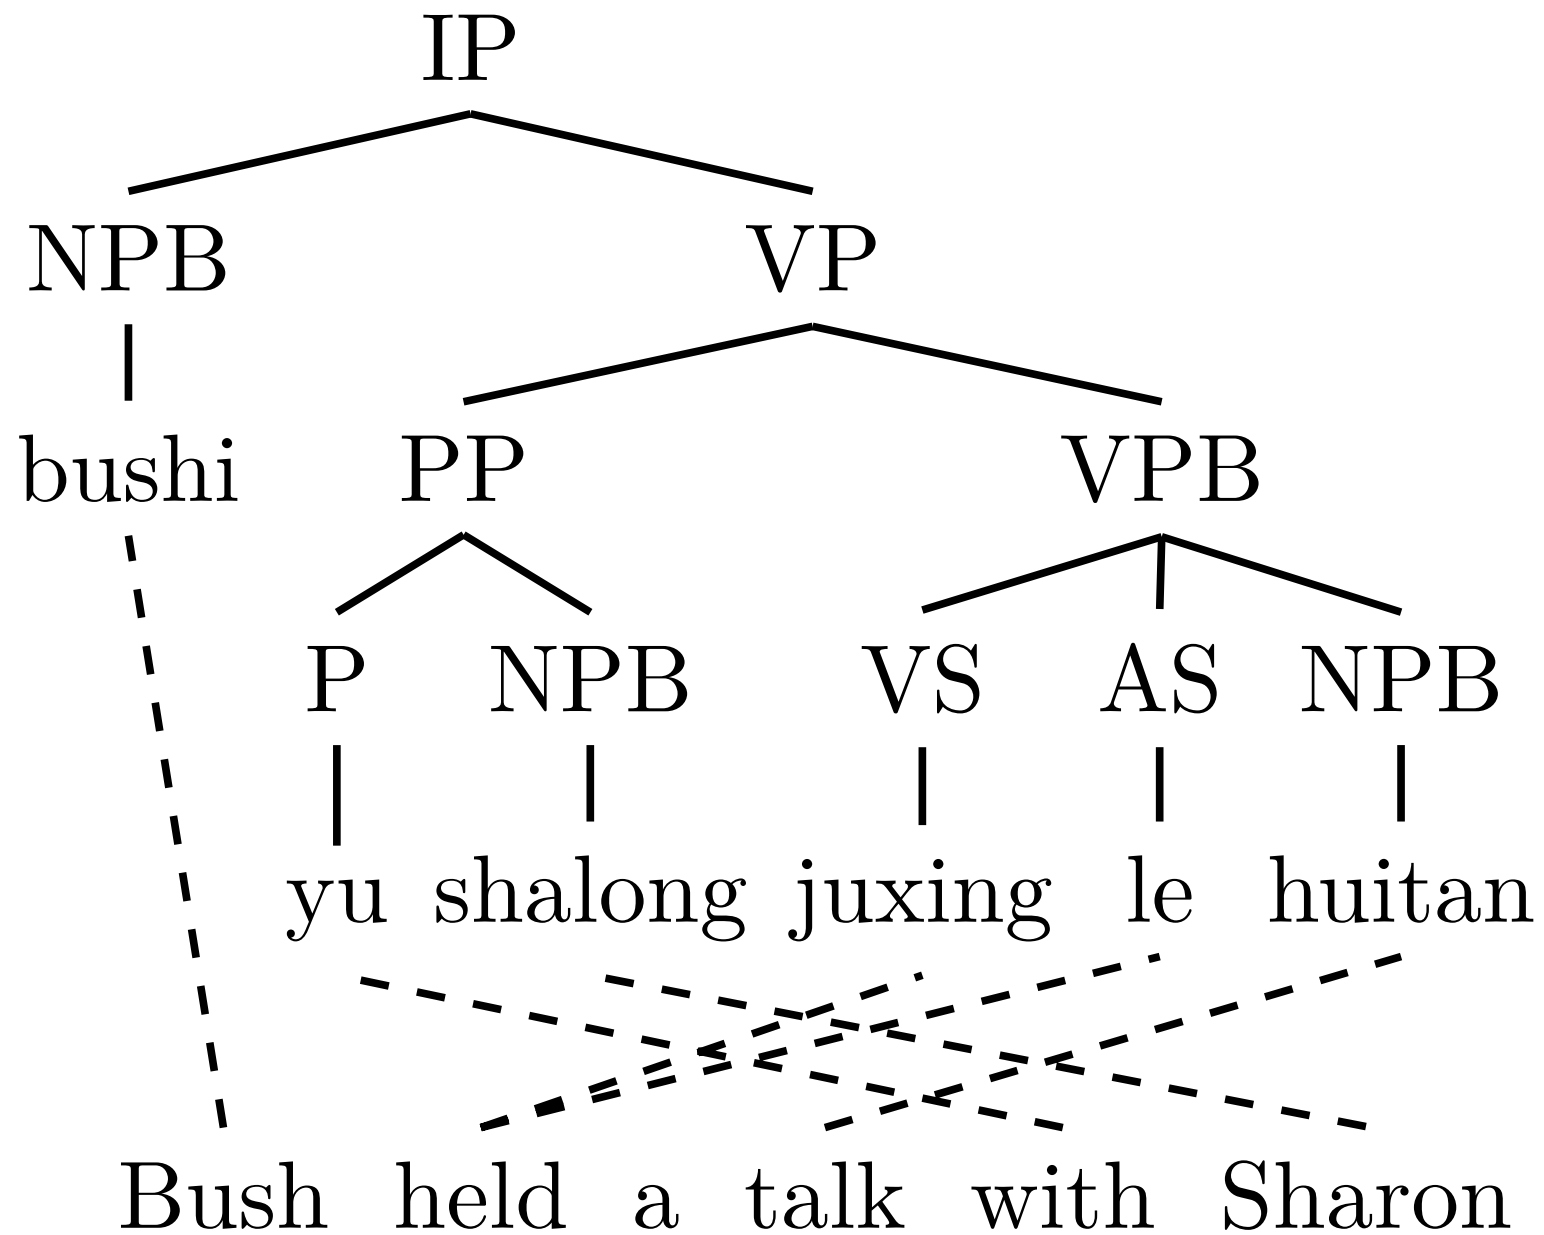 IP
NPB VP
bushi PP VPB
P NPB VS AS NPB
yu shalong juxing le huitan
Bush held a talk with Sharon